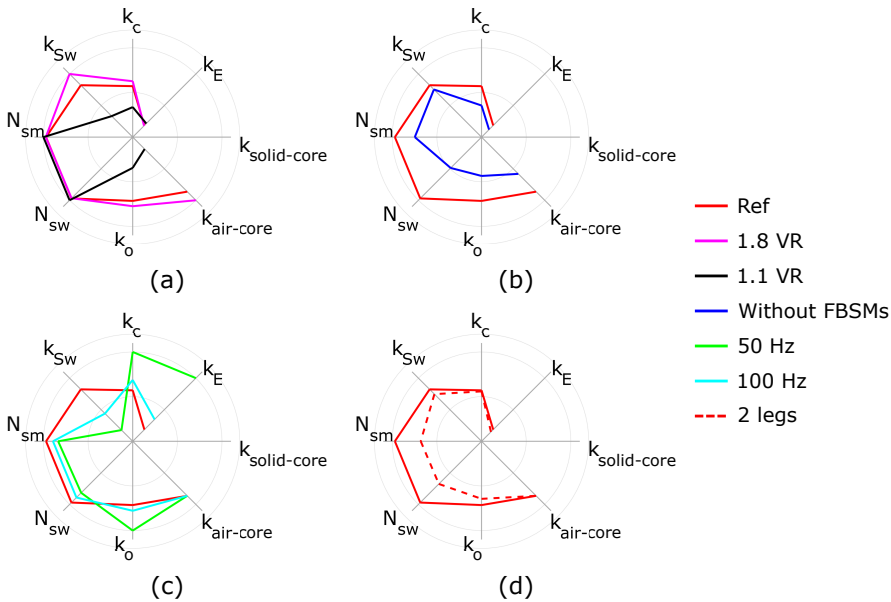 k_c
k_Sw
k_E
N_sm
k_solid-core
N_sw
k_air-core
k_o
(a)
k_c
k_Sw
k_E
N_sm
k_solid-core
N_sw
k_air-core
k_o
(b)
Ref
1.8 VR
1.1 VR
Without FBSMs
50 Hz
100 Hz
2 legs
k_c
k_Sw
k_E
N_sm
k_solid-core
N_sw
k_air-core
k_o
(c)
k_c
k_Sw
k_E
N_sm
k_solid-core
N_sw
k_air-core
k_o
(d)